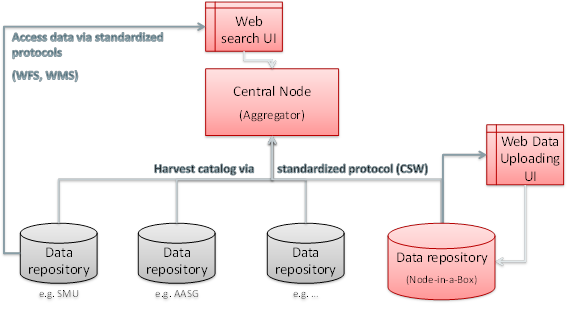 Access data via standardized
protocols
(WFS, WMS)
Web
search UI
Central Node
(Aggregator)
Harvest catalog via standardized protocol (CSW)
Web Data
Uploading
UI
Data
repository
e.g. SMU
Data
repository
e.g. AASG
Data
repository
e.g. ...
Data repository
(Node-in-a-Box)